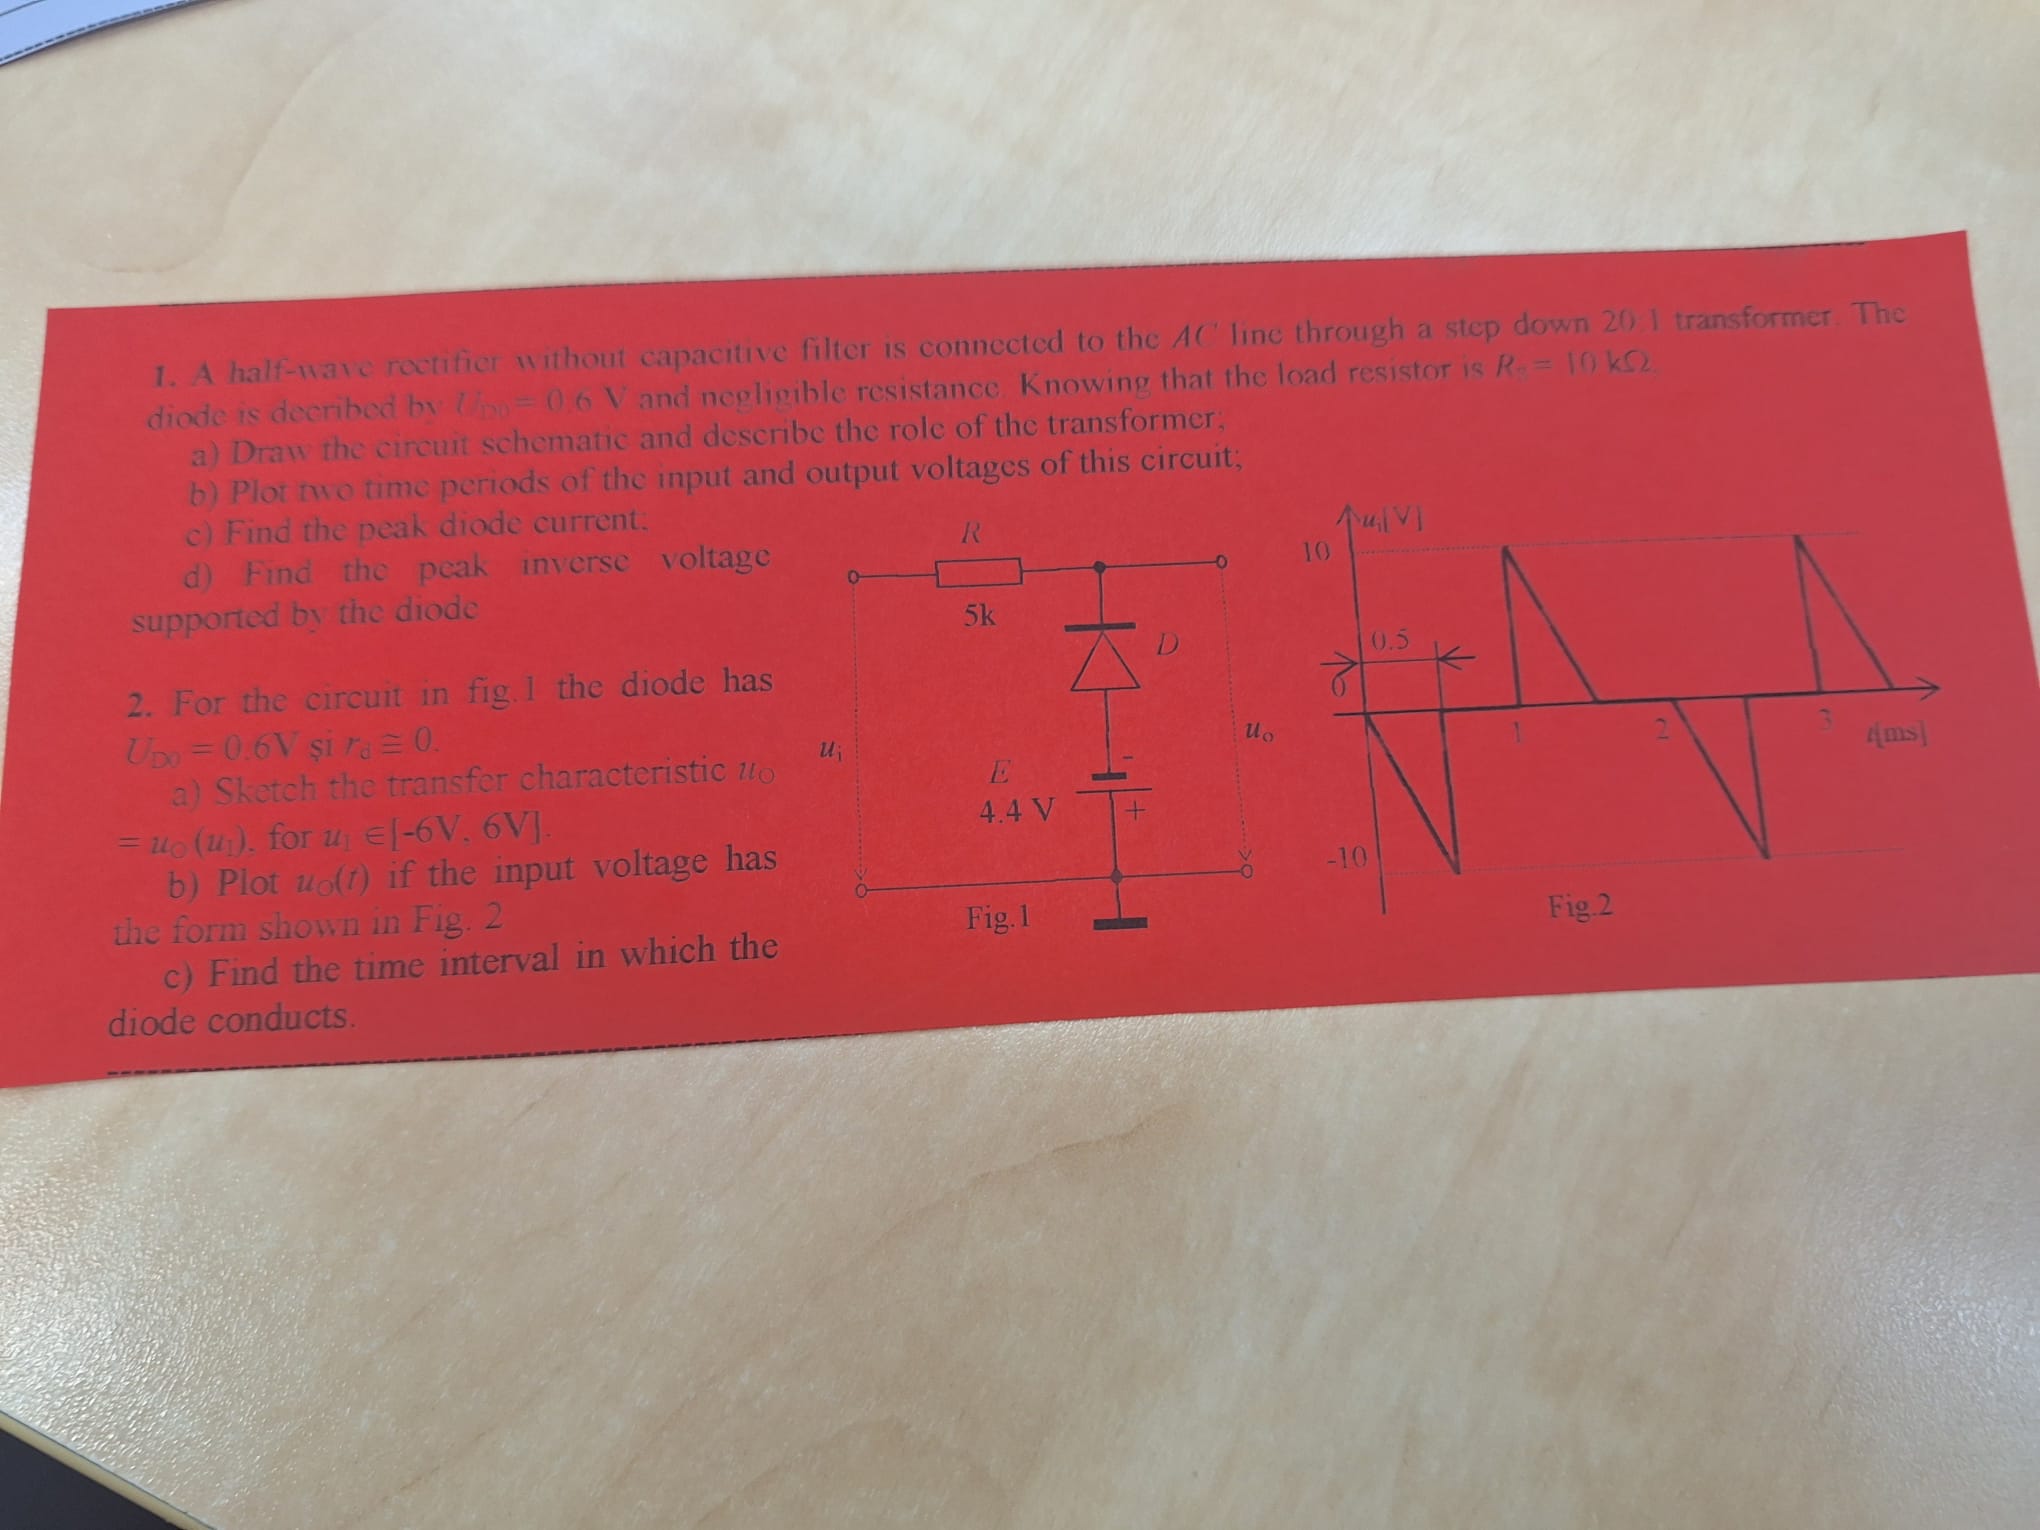 1. A half-wave rectifier without capacitive filter is connected to the AC line through a step down 20:1 transformer. The
diode is decribed by U_D0 = 0.6 V and negligible resistance. Knowing that the load resistor is = 10 kΩ.
a) Draw the circuit schematic and describe the role of the transformer;
b) Plot two time periods of the input and output voltages of this circuit;
c) Find the peak diode current;
d) Find the peak inverse voltage
supported by the diode
2. For the circuit in fig.1 the diode has
U_D0 = 0.6V și r_d ≅ 0.
a) Sketch the transfer characteristic u_O
= u_O (u_I), for u_I ∈[-6V, 6V].
b) Plot u_O(t) if the input voltage has
the form shown in Fig. 2
c) Find the time interval in which the
diode conducts.
R
5k
D
u_i
E
4.4 V
-
+
u_o
Fig.1
u_i[V]
10
0.5
0
1
2
3
t[ms]
-10
Fig.2